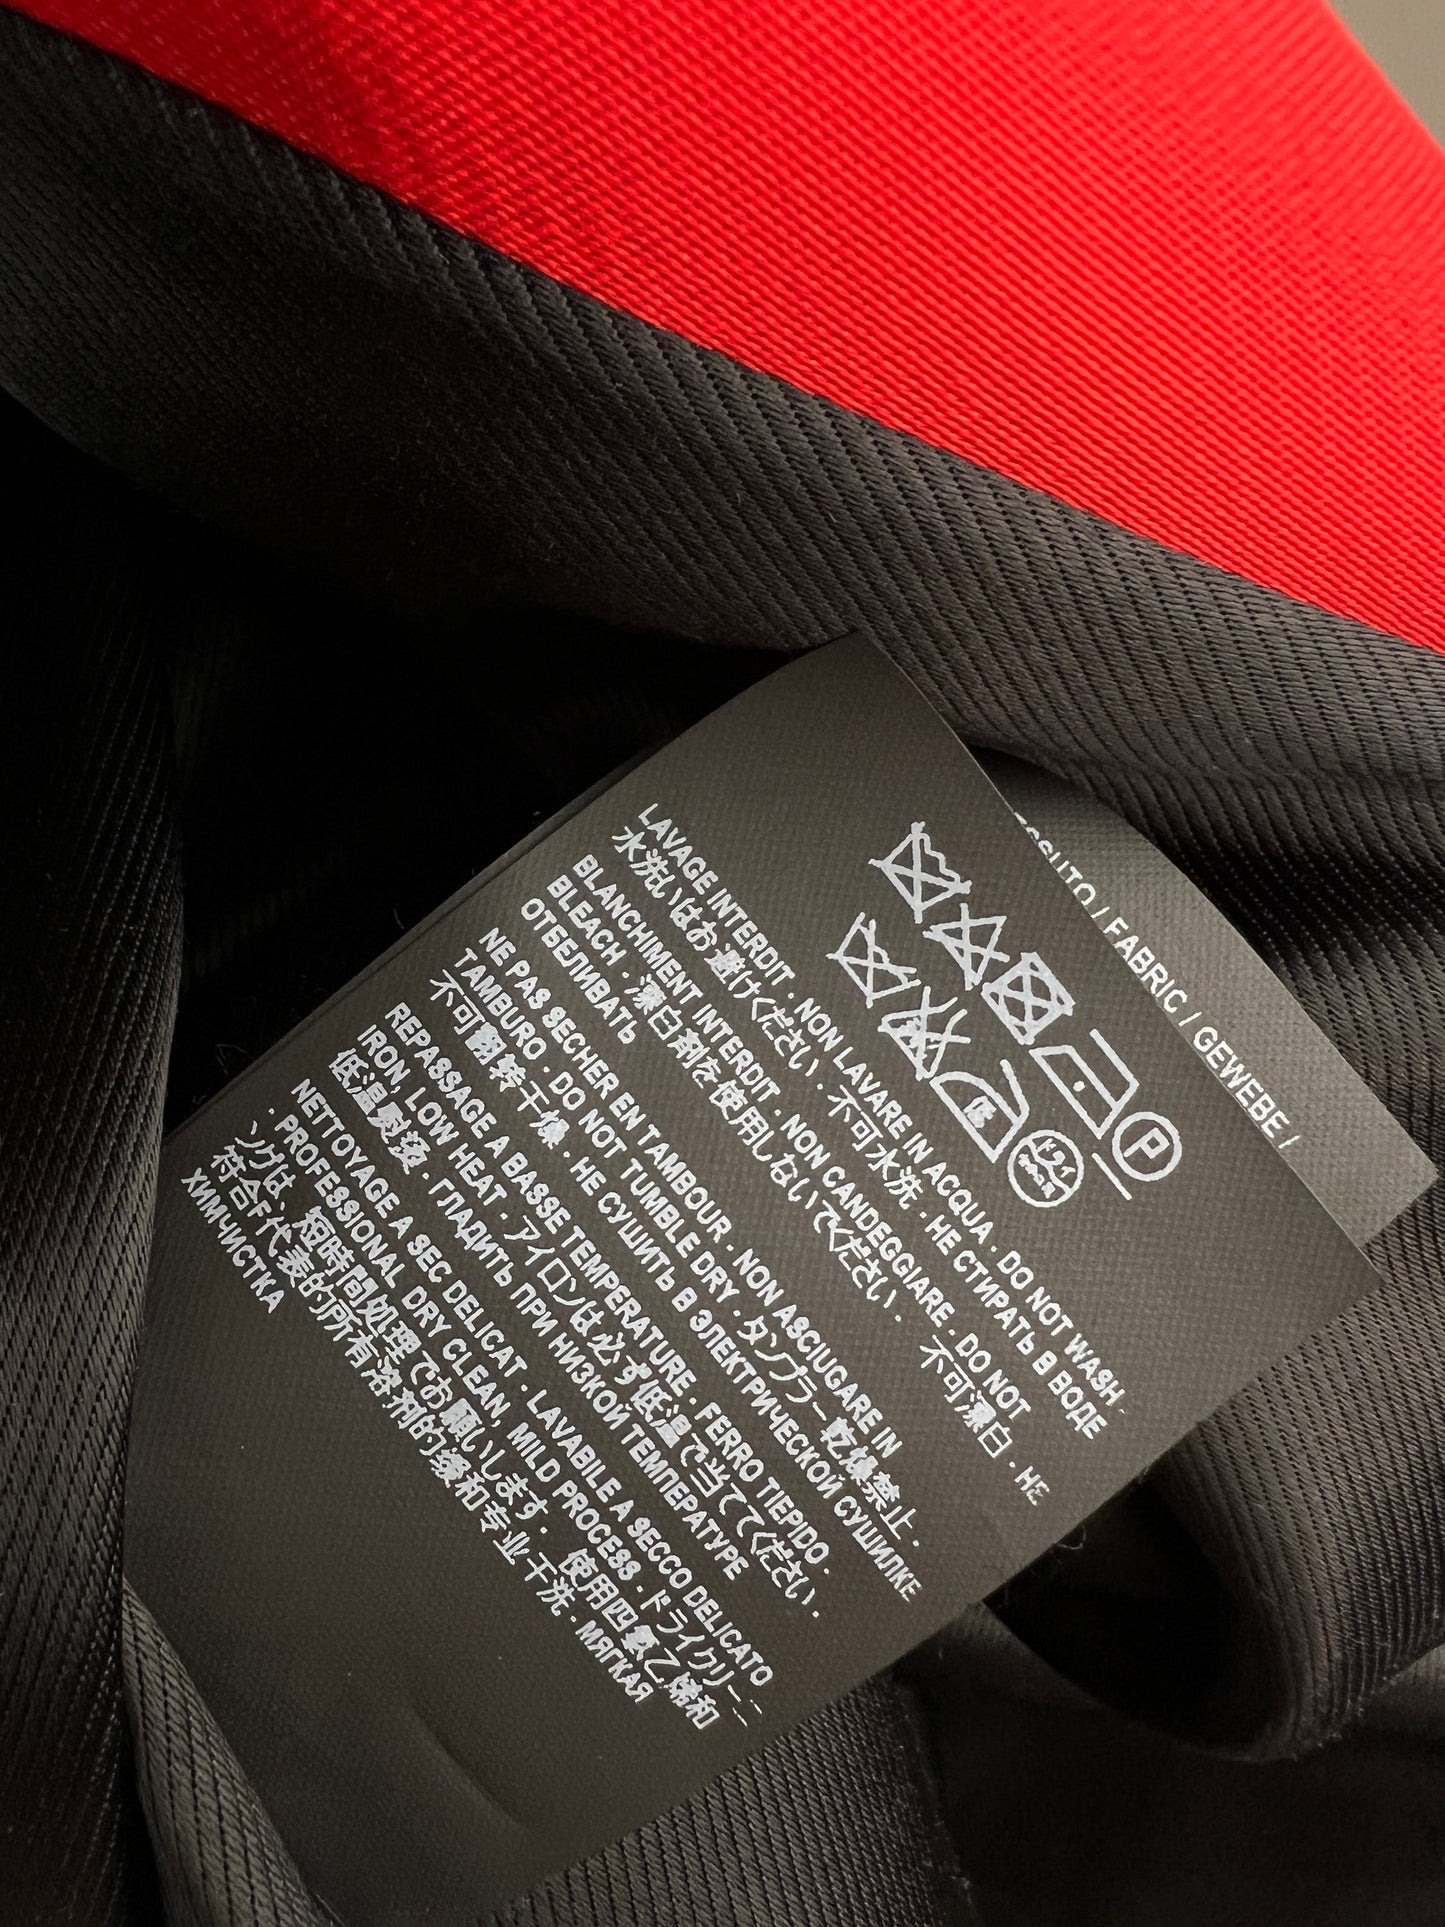 SSUTO / FABRIC / GEWEBE /
P
ドライ
低
LAVAGE INTERDIT · NON LAVARE IN ACQUA · DO NOT WASH ·
水洗いはお避けください · 不可水洗 · НЕ СТИРАТЬ В ВОДЕ
BLANCHIMENT INTERDIT · NON CANDEGGIARE · DO NOT
BLEACH · 漂白剤を使用しないでください · 不可漂白 · НЕ
ОТБЕЛИВАТЬ
NE PAS SECHER EN TAMBOUR · NON ASCIUGARE IN
TAMBURO · DO NOT TUMBLE DRY · タンブラー乾燥禁止 ·
不可翻转干燥 · НЕ СУШИТЬ В ЭЛЕКТРИЧЕСКОЙ СУШИЛКЕ
REPASSAGE A BASSE TEMPERATURE · FERRO TIEPIDO ·
IRON LOW HEAT · アイロンは必ず低温で当ててください ·
低温熨烫 · ГЛАДИТЬ ПРИ НИЗКОЙ ТЕМПЕРАТУРЕ
NETTOYAGE A SEC DELICAT · LAVABILE A SECCO DELICATO
· PROFESSIONAL DRY CLEAN, MILD PROCESS · ドライクリーニ
ングは、短時間処理でお願いします · 使用四氯乙烯和
符合F代表的所有溶剂的缓和专业干洗 · МЯГКАЯ
ХИМЧИСТКА